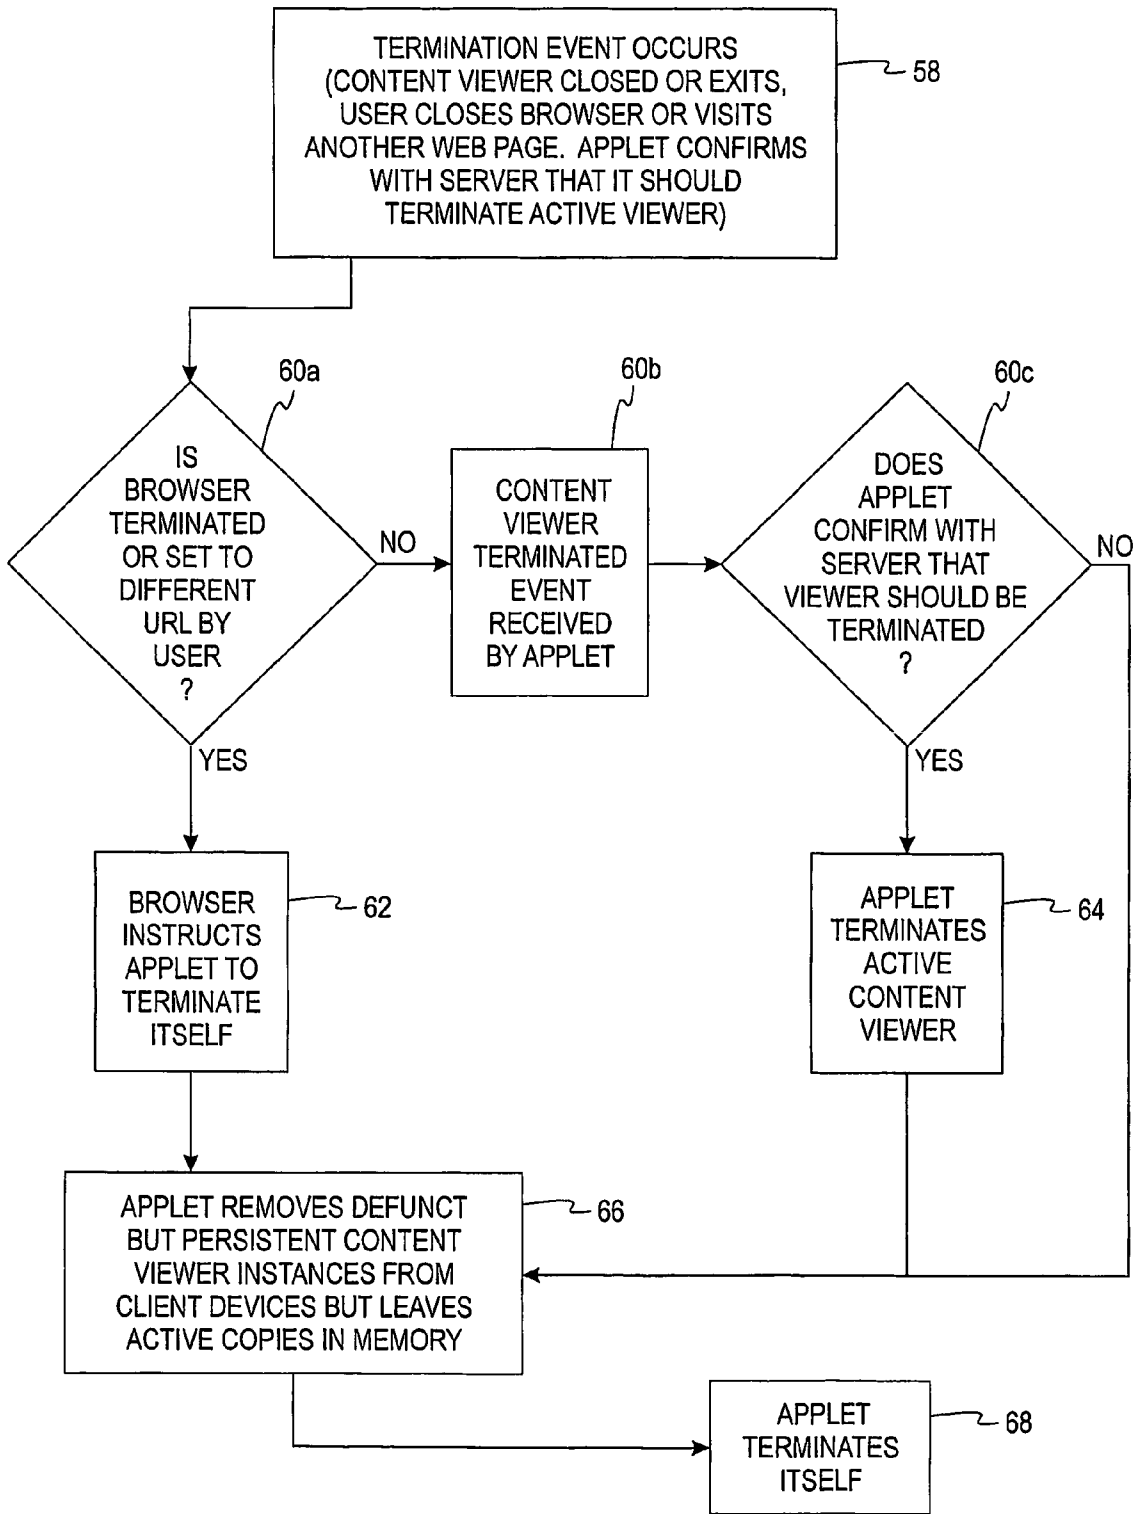 TERMINATION EVENT OCCURS
(CONTENT VIEWER CLOSED OR EXITS,
USER CLOSES BROWSER OR VISITS
ANOTHER WEB PAGE. APPLET CONFIRMS
WITH SERVER THAT IT SHOULD
TERMINATE ACTIVE VIEWER)
58
60a
IS
BROWSER
TERMINATED
OR SET TO
DIFFERENT
URL BY
USER
?
NO
YES
60b
CONTENT
VIEWER
TERMINATED
EVENT
RECEIVED
BY APPLET
60c
DOES
APPLET
CONFIRM WITH
SERVER THAT
VIEWER SHOULD BE
TERMINATED
?
NO
YES
BROWSER
INSTRUCTS
APPLET TO
TERMINATE
ITSELF
62
APPLET
TERMINATES
ACTIVE
CONTENT
VIEWER
64
APPLET REMOVES DEFUNCT
BUT PERSISTENT CONTENT
VIEWER INSTANCES FROM
CLIENT DEVICES BUT LEAVES
ACTIVE COPIES IN MEMORY
66
APPLET
TERMINATES
ITSELF
68